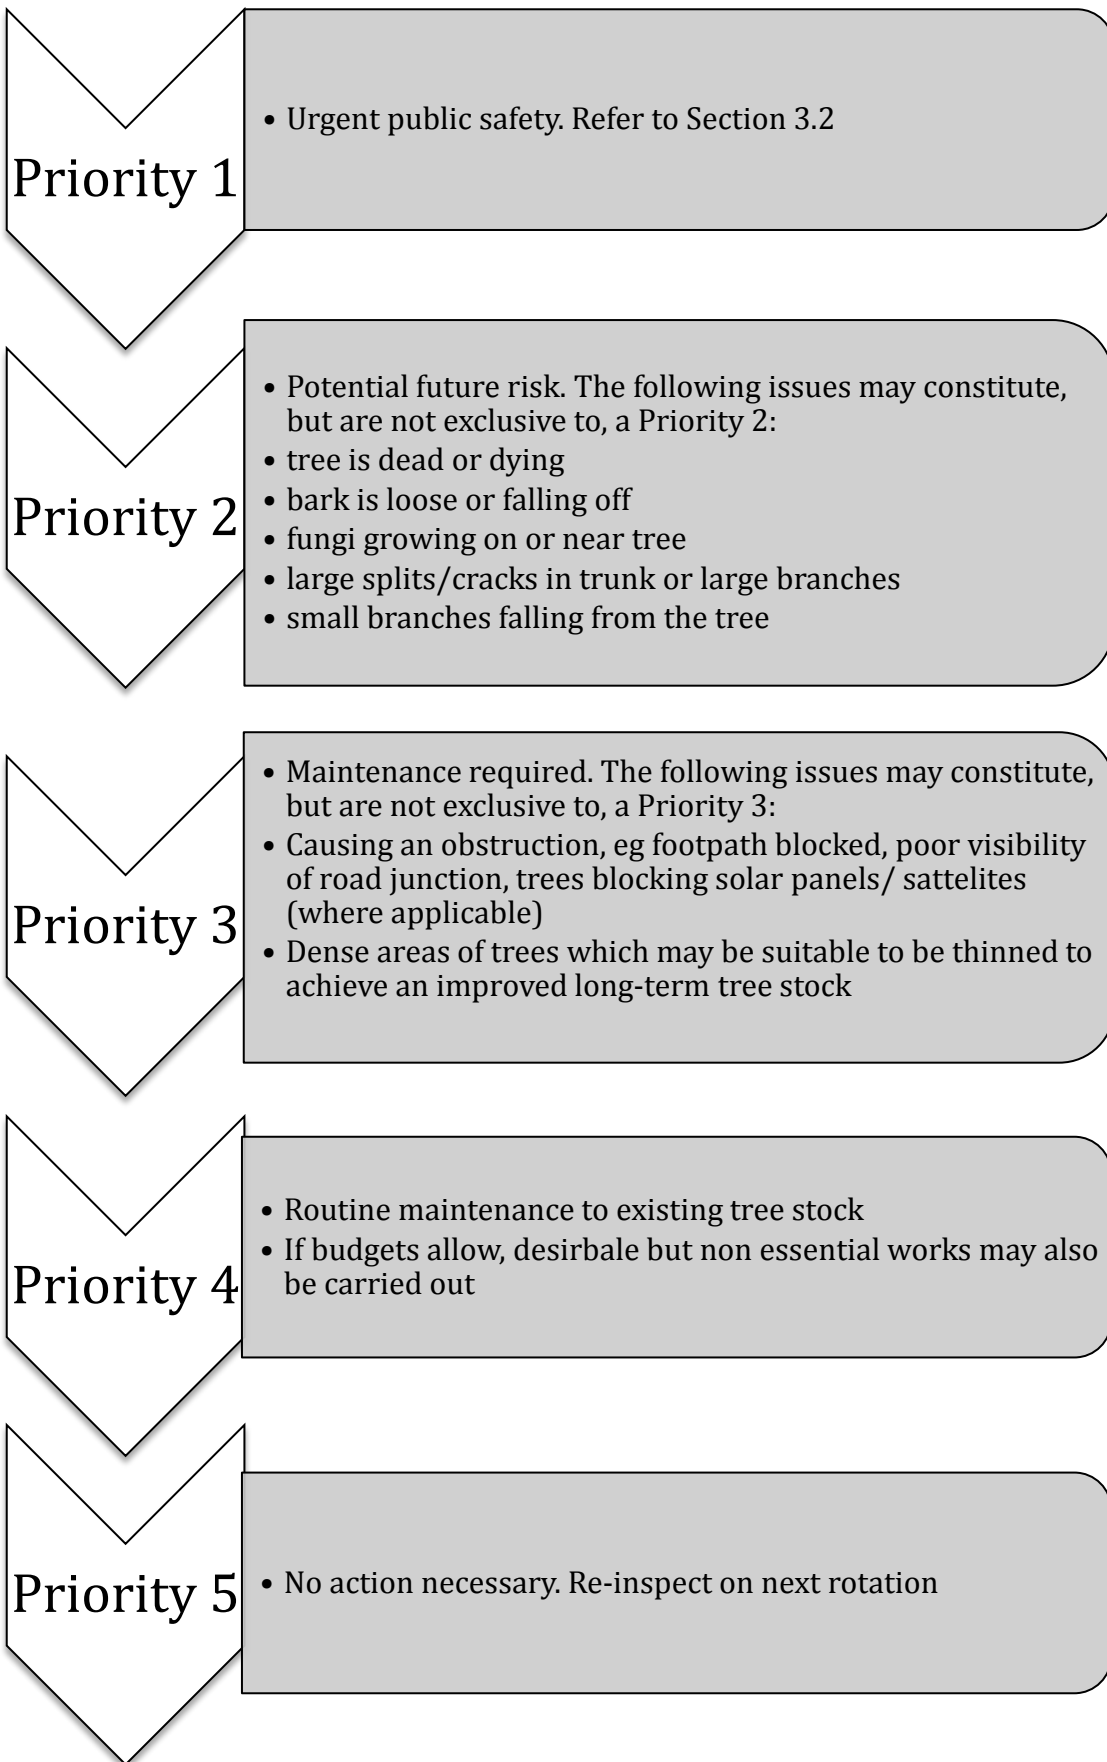 Priority 1
• Urgent public safety. Refer to Section 3.2
Priority 2
• Potential future risk. The following issues may constitute,
but are not exclusive to, a Priority 2:
• tree is dead or dying
• bark is loose or falling off
• fungi growing on or near tree
• large splits/cracks in trunk or large branches
• small branches falling from the tree
Priority 3
• Maintenance required. The following issues may constitute,
but are not exclusive to, a Priority 3:
• Causing an obstruction, eg footpath blocked, poor visibility
of road junction, trees blocking solar panels/ sattelites
(where applicable)
• Dense areas of trees which may be suitable to be thinned to
achieve an improved long-term tree stock
Priority 4
• Routine maintenance to existing tree stock
• If budgets allow, desirbale but non essential works may also
be carried out
Priority 5
• No action necessary. Re-inspect on next rotation